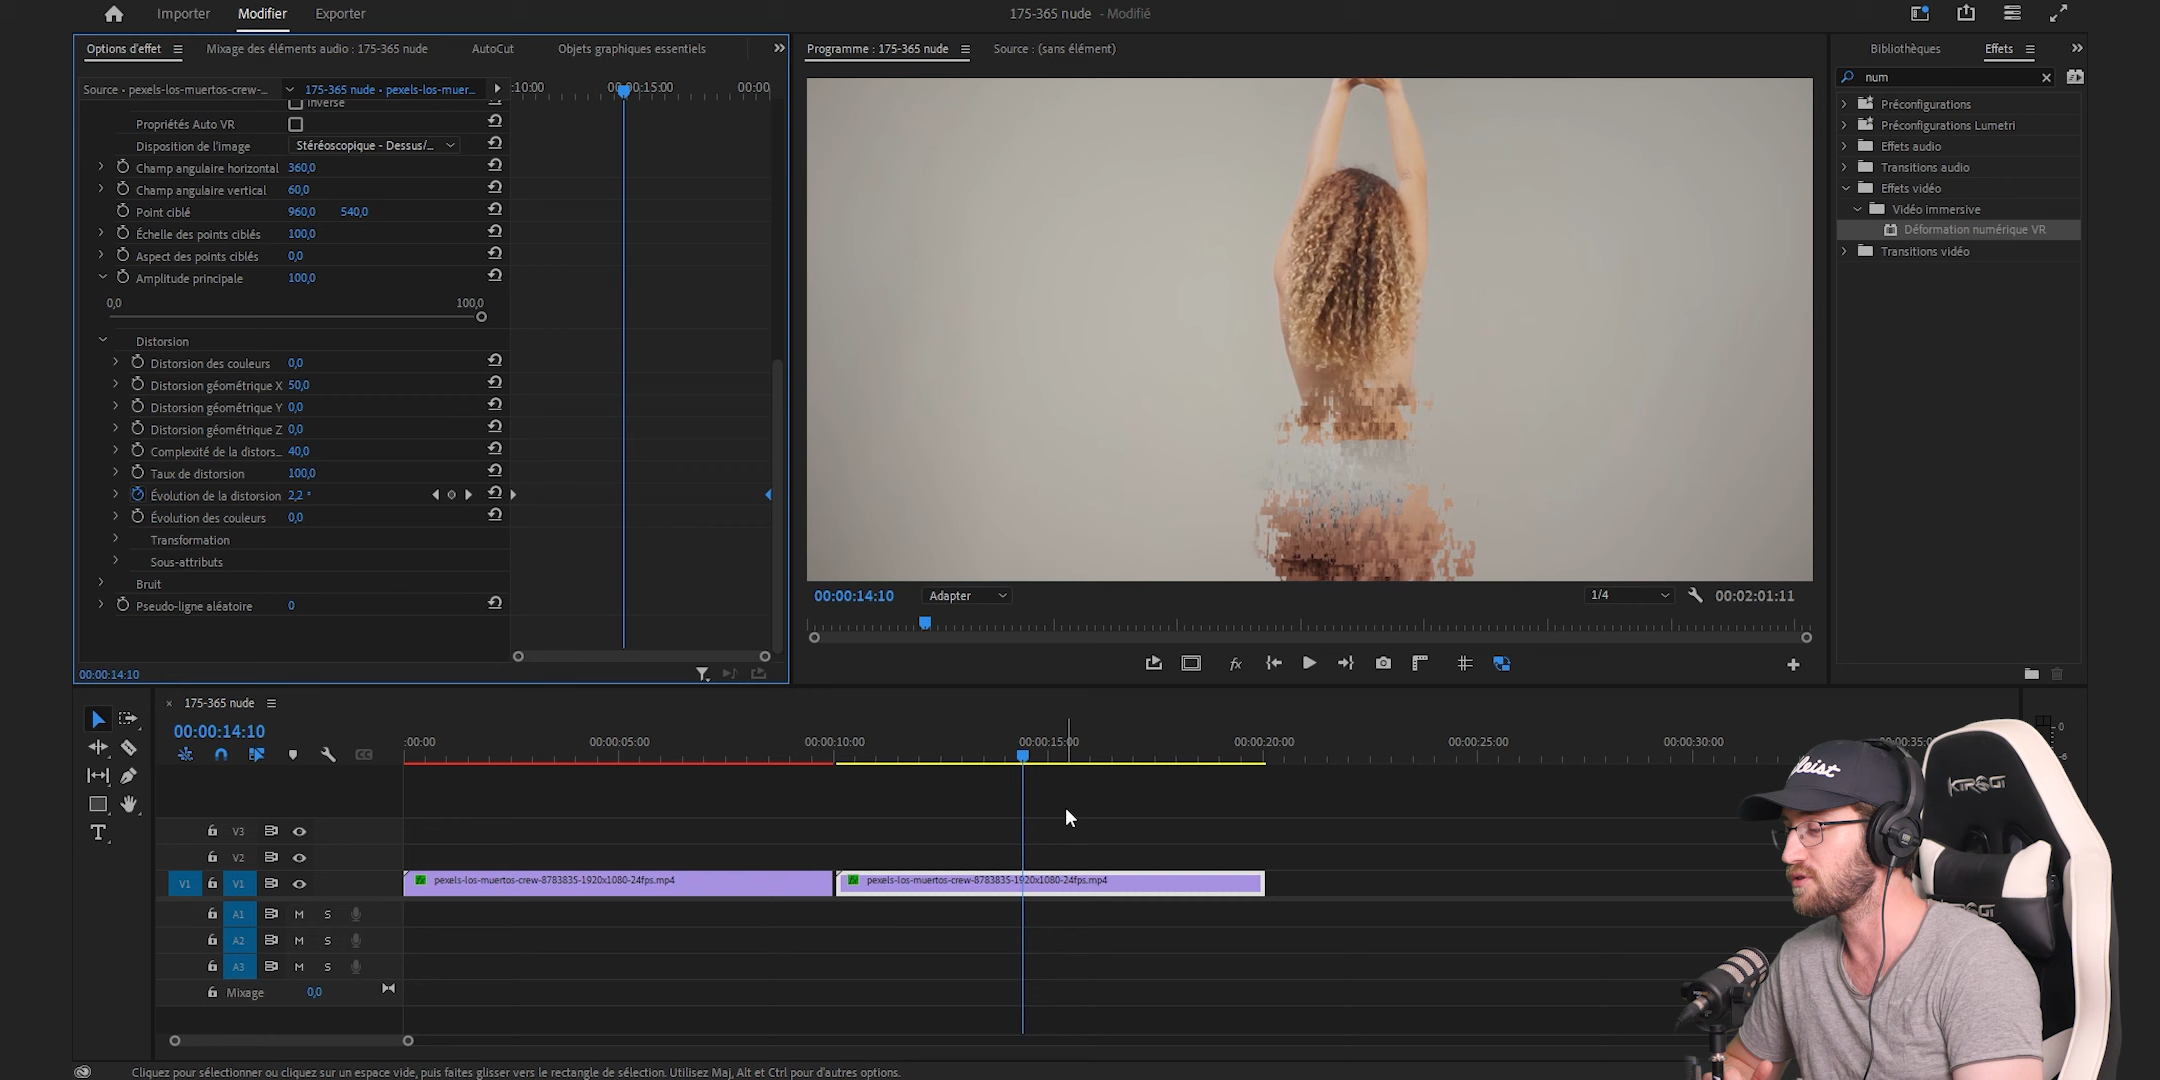 Importer Modifier Exporter 175-365 nude - Modifié
Options d'effet Mixage des éléments audio : 175-365 nude AutoCut Objets graphiques essentiels
Source • pexels-los-muertos-crew-... 175-365 nude • pexels-los-muer... :10:00 00:00:15:00 00:00
Inverse
Propriétés Auto VR
Disposition de l'image Stéréoscopique - Dessus/...
Champ angulaire horizontal 360,0
Champ angulaire vertical 60,0
Point ciblé 960,0 540,0
Échelle des points ciblés 100,0
Aspect des points ciblés 0,0
Amplitude principale 100,0
0,0 100,0
Distorsion
Distorsion des couleurs 0,0
Distorsion géométrique X 50,0
Distorsion géométrique Y 0,0
Distorsion géométrique Z 0,0
Complexité de la distors... 40,0
Taux de distorsion 100,0
Évolution de la distorsion 2,2 °
Évolution des couleurs 0,0
Transformation
Sous-attributs
Bruit
Pseudo-ligne aléatoire 0
00:00:14:10
Programme : 175-365 nude Source : (sans élément)
00:00:14:10 Adapter 1/4 00:02:01:11
fx
Bibliothèques Effets
num
Préconfigurations
Préconfigurations Lumetri
Effets audio
Transitions audio
Effets vidéo
Vidéo immersive
Déformation numérique VR
Transitions vidéo
× 175-365 nude
00:00:14:10
:00:00 00:00:05:00 00:00:10:00 00:00:15:00 00:00:20:00 00:00:25:00 00:00:30:00 00:00:35:0
CC
T
V3
V2
V1 V1 pexels-los-muertos-crew-8783835-1920x1080-24fps.mp4 pexels-los-muertos-crew-8783835-1920x1080-24fps.mp4
A1 M S
A2 M S
A3 M S
Mixage 0,0
0
-6
KIROGI
Cliquez pour sélectionner ou cliquez sur un espace vide, puis faites glisser vers le rectangle de sélection. Utilisez Maj, Alt et Ctrl pour d'autres options.